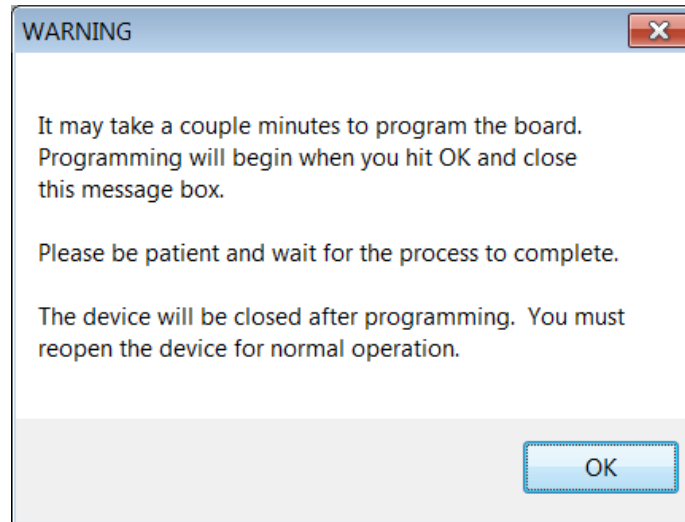 WARNING
It may take a couple minutes to program the board.
Programming will begin when you hit OK and close
this message box.
Please be patient and wait for the process to complete.
The device will be closed after programming.  You must
reopen the device for normal operation.
OK